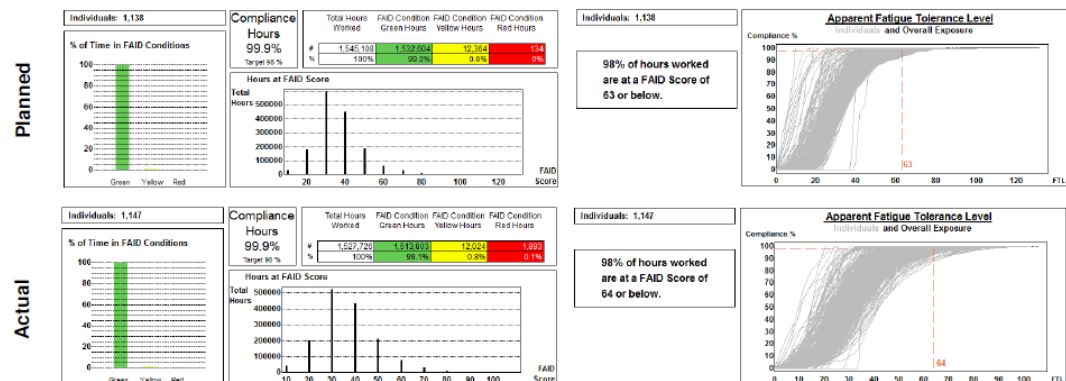 Planned
Individuals: 1,138
% of Time in FAID Conditions
100
80
60
40
20
0
Green Yellow Red
Compliance
Hours
99.9%
Target 98 %
Total Hours Worked FAID Condition Green Hours FAID Condition Yellow Hours FAID Condition Red Hours
# 1,545,108 1,532,604 12,364 134
% 100% 99.2% 0.8% 0%
Hours at FAID Score
Total
Hours
500000
400000
300000
200000
100000
0
20 40 60 80 100 120
FAID
Score
Individuals: 1,138
98% of hours worked
are at a FAID Score of
63 or below.
Apparent Fatigue Tolerance Level
Individuals and Overall Exposure
Compliance %
100
90
80
70
60
50
40
30
20
10
0
63
0 10 20 30 40 50 60 70 80 90 100 120 FTL
Actual
Individuals: 1,147
% of Time in FAID Conditions
100
80
60
40
20
0
Green Yellow Red
Compliance
Hours
99.9%
Target 98 %
Total Hours Worked FAID Condition Green Hours FAID Condition Yellow Hours FAID Condition Red Hours
# 1,527,726 1,513,803 12,024 1,893
% 100% 99.1% 0.8% 0.1%
Hours at FAID Score
Total
Hours
500000
400000
300000
200000
100000
0
10 20 30 40 50 60 70 80 90 100
FAID
Score
Individuals: 1,147
98% of hours worked
are at a FAID Score of
64 or below.
Apparent Fatigue Tolerance Level
Individuals and Overall Exposure
Compliance %
100
90
80
70
60
50
40
30
20
10
0
64
0 10 20 30 40 50 60 70 80 90 100 FTL